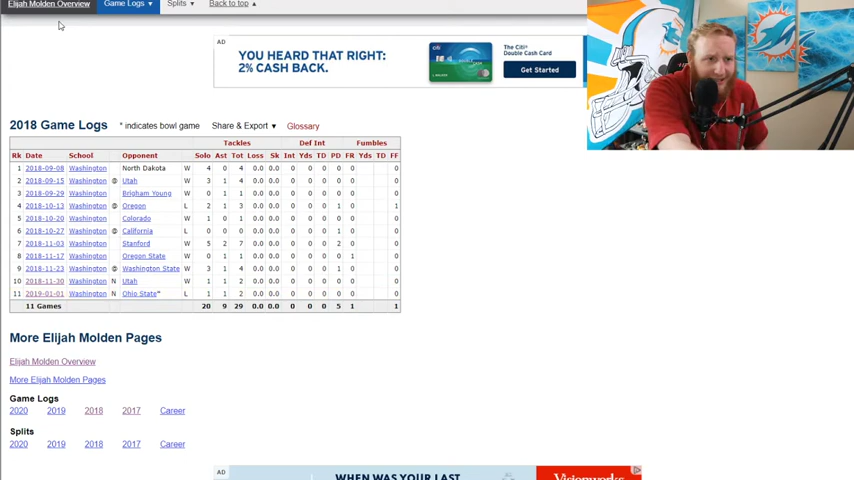 Elijah Molden Overview Game Logs ▼ Splits ▼ Back to top ▲
AD
YOU HEARD THAT RIGHT:
2% CASH BACK.
citi
The Citi®
Double Cash Card
Get Started
2018 Game Logs * indicates bowl game Share & Export ▼ Glossary
Tackles Def Int Fumbles
Rk Date School Opponent Solo Ast Tot Loss Sk Int Yds TD PD FR Yds TD FF
1 2018-09-08 Washington North Dakota W 4 0 4 0.0 0.0 0 0 0 0 0 0
2 2018-09-15 Washington @ Utah W 3 1 4 0.0 0.0 0 0 0 0 0 0
3 2018-09-29 Washington Brigham Young W 0 1 1 0.0 0.0 0 0 0 0 0 0
4 2018-10-13 Washington @ Oregon L 2 1 3 0.0 0.0 0 0 0 1 0 1
5 2018-10-20 Washington Colorado W 1 0 1 0.0 0.0 0 0 0 0 0 0
6 2018-10-27 Washington @ California L 0 0 0 0.0 0.0 0 0 0 1 0 0
7 2018-11-03 Washington Stanford W 5 2 7 0.0 0.0 0 0 0 2 0 0
8 2018-11-17 Washington Oregon State W 0 1 1 0.0 0.0 0 0 0 0 1 0
9 2018-11-23 Washington @ Washington State W 3 1 4 0.0 0.0 0 0 0 1 0 0
10 2018-11-30 Washington N Utah W 1 1 2 0.0 0.0 0 0 0 0 0 0
11 2019-01-01 Washington N Ohio State* L 1 1 2 0.0 0.0 0 0 0 0 0 0
11 Games 20 9 29 0.0 0.0 0 0 0 5 1 1
More Elijah Molden Pages
Elijah Molden Overview
More Elijah Molden Pages
Game Logs
2020 2019 2018 2017 Career
Splits
2020 2019 2018 2017 Career
AD
WHEN WAS YOUR LAST
Visionworks